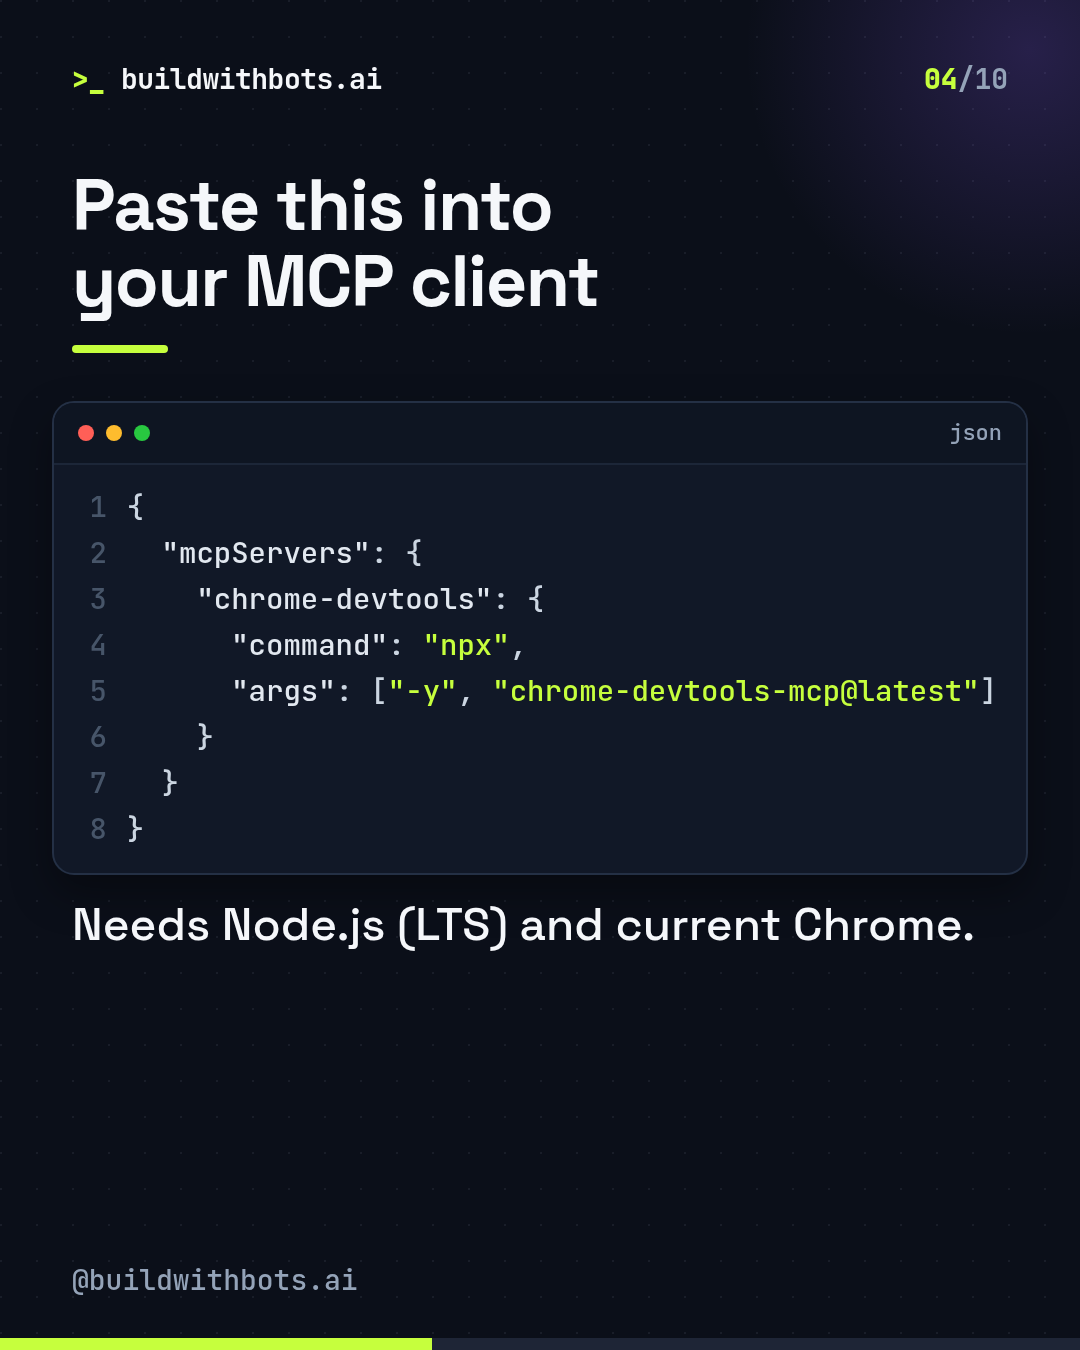 >_ buildwithbots.ai
04/10
Paste this into
your MCP client
json
1 {
2   "mcpServers": {
3     "chrome-devtools": {
4       "command": "npx",
5       "args": ["-y", "chrome-devtools-mcp@latest"]
6     }
7   }
8 }
Needs Node.js (LTS) and current Chrome.
@buildwithbots.ai